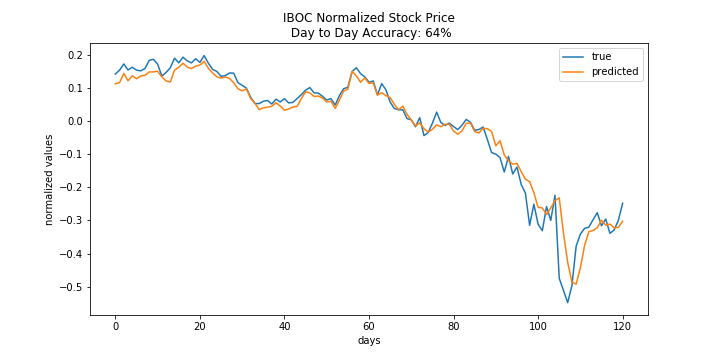 IBOC Normalized Stock Price
Day to Day Accuracy: 64%
true
predicted
normalized values
0.2
0.1
0.0
−0.1
−0.2
−0.3
−0.4
−0.5
0 20 40 60 80 100 120
days